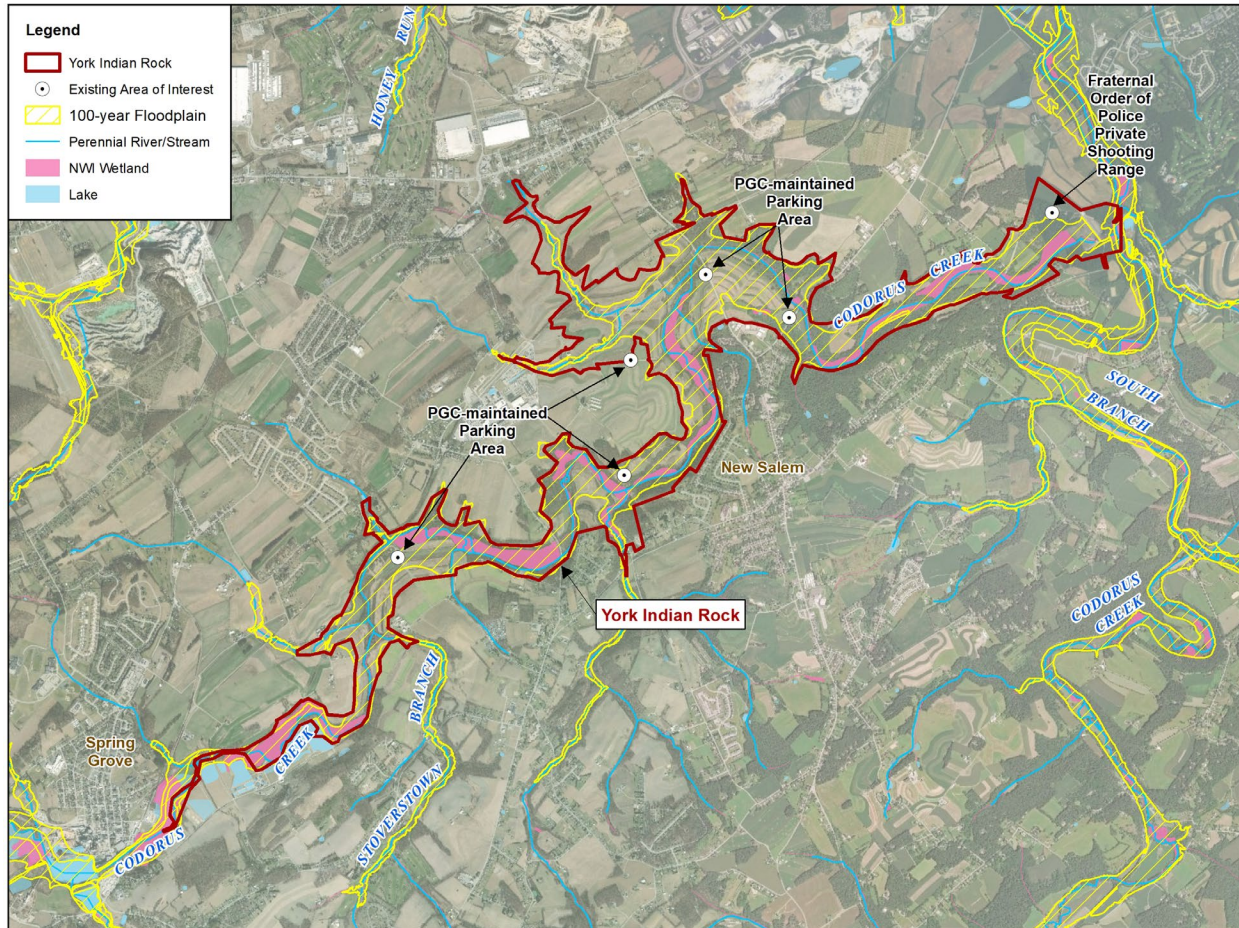 Legend
York Indian Rock
Existing Area of Interest
100-year Floodplain
Perennial River/Stream
NWI Wetland
Lake
HONEY RUN
Fraternal
Order of
Police
Private
Shooting
Range
PGC-maintained
Parking
Area
CODORUS CREEK
SOUTH
BRANCH
PGC-maintained
Parking
Area
New Salem
York Indian Rock
CODORUS
CREEK
Spring
Grove
CODORUS CREEK
STOVERSTOWN BRANCH